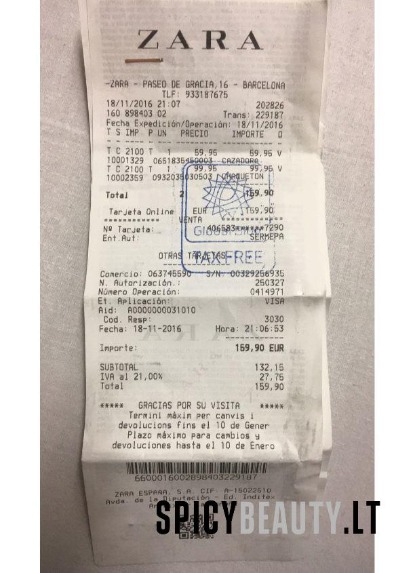 ZARA
-ZARA - PASEO DE GRACIA,16 - BARCELONA
TLF: 933187675
18/11/2016 21:07 202826
160 898403 02 Trans: 229187
Fecha Expedición/Operación: 18/11/2016
T S IMP P UN PRECIO IMPORTE O
T C 2100 T 1 59,95 59,95 V
10001329 0651835450003 CAZADORA
T C 2100 T 1 99,95 99,95 V
10002359 0932035030503 CHAQUETON
Total 2 159,90
Tarjeta Online EUR 159,90
VENTA
Nº Tarjeta: 406583******7290
Ent.Aut: SERMEPA
Global Blue
TAX FREE
OTRAS TARJETAS
Comercio: 063745590 S/N: 00329256935
N. Autorización.: 250327
Número Operación: 0414971
Et. Aplicación: VISA
Aid: A0000000031010
Cod. Resp: 3030
Fecha: 18-11-2016 Hora: 21:06:53
Importe: 159,90 EUR
SUBTOTAL 132,15
IVA al 21,00% 27,75
Total 159,90
***** GRACIAS POR SU VISITA *****
Termini màxim per canvis i
devolucions fins el 10 de Gener
Plazo máximo para cambios y
devoluciones hasta el 10 de Enero
6600016002898403229187
ZARA ESPAÑA, S.A. CIF A-15022510
Avda. de la Diputación - Ed. Inditex
SPICYBEAUTY.LT